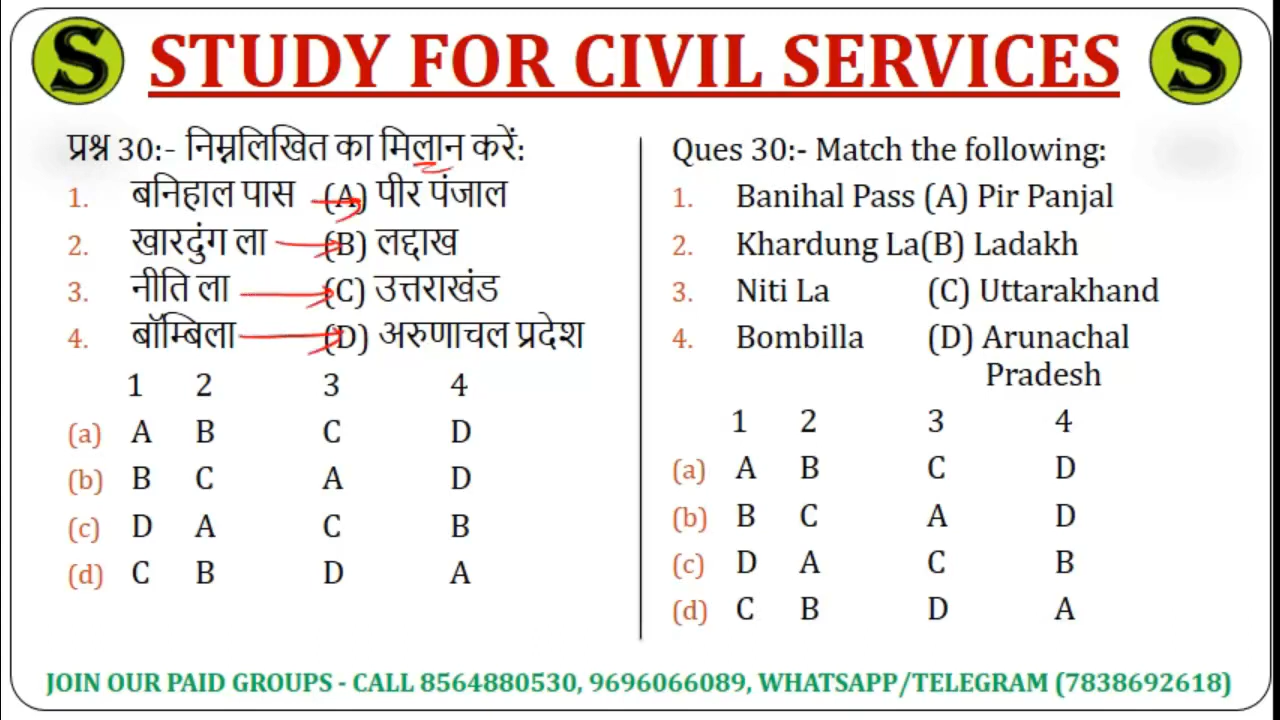 S STUDY FOR CIVIL SERVICES S
प्रश्न 30:- निम्नलिखित का मिलान करें:
1. बनिहाल पास (A) पीर पंजाल
2. खारदुंग ला (B) लद्दाख
3. नीति ला (C) उत्तराखंड
4. बॉम्बिला (D) अरुणाचल प्रदेश
1 2 3 4
(a) A B C D
(b) B C A D
(c) D A C B
(d) C B D A
Ques 30:- Match the following:
1. Banihal Pass (A) Pir Panjal
2. Khardung La(B) Ladakh
3. Niti La (C) Uttarakhand
4. Bombilla (D) Arunachal
Pradesh
1 2 3 4
(a) A B C D
(b) B C A D
(c) D A C B
(d) C B D A
JOIN OUR PAID GROUPS - CALL 8564880530, 9696066089, WHATSAPP/TELEGRAM (7838692618)